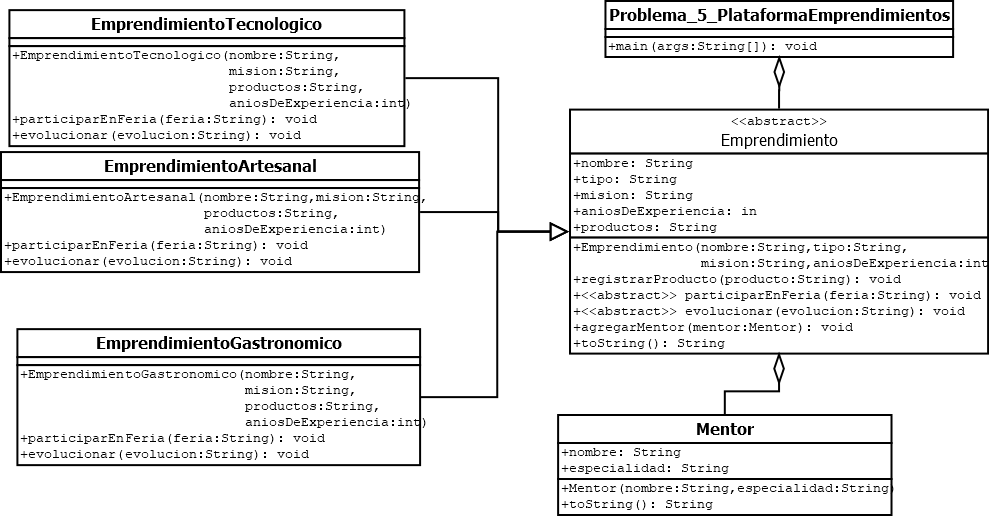 EmprendimientoTecnologico
+EmprendimientoTecnologico(nombre:String,
mision:String,
productos:String,
aniosDeExperiencia:int)
+participarEnFeria(feria:String): void
+evolucionar(evolucion:String): void
EmprendimientoArtesanal
+EmprendimientoArtesanal(nombre:String,mision:String,
productos:String,
aniosDeExperiencia:int)
+participarEnFeria(feria:String): void
+evolucionar(evolucion:String): void
EmprendimientoGastronomico
+EmprendimientoGastronomico(nombre:String,
mision:String,
productos:String,
aniosDeExperiencia:int)
+participarEnFeria(feria:String): void
+evolucionar(evolucion:String): void
Problema_5_PlataformaEmprendimientos
+main(args:String[]): void
<<abstract>>
Emprendimiento
+nombre: String
+tipo: String
+mision: String
+aniosDeExperiencia: in
+productos: String
+Emprendimiento(nombre:String,tipo:String,
mision:String,aniosDeExperiencia:int
+registrarProducto(producto:String): void
+<<abstract>> participarEnFeria(feria:String): void
+<<abstract>> evolucionar(evolucion:String): void
+agregarMentor(mentor:Mentor): void
+toString(): String
Mentor
+nombre: String
+especialidad: String
+Mentor(nombre:String,especialidad:String)
+toString(): String